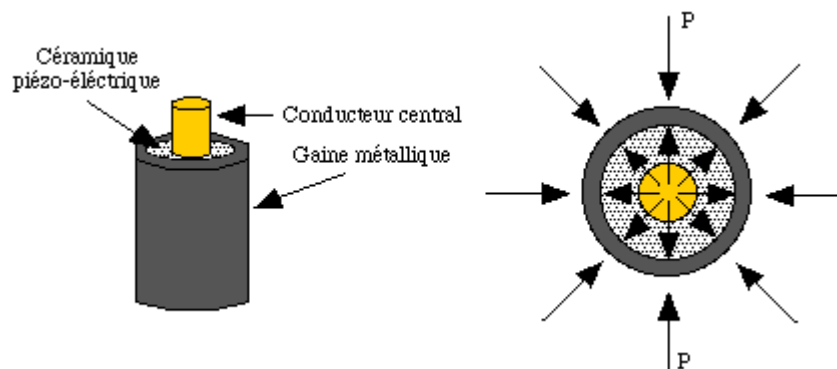 Céramique
piézo-éléctrique
Conducteur central
Gaine métallique
P
P